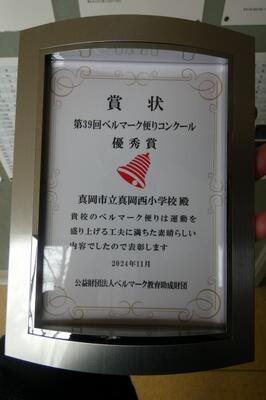 賞状
第39回ベルマーク便りコンクール
優秀賞
真岡市立真岡西小学校 殿
貴校のベルマーク便りは運動を
盛り上げる工夫に満ちた素晴らしい
内容でしたので表彰します
2024年11月
公益財団法人ベルマーク教育助成財団